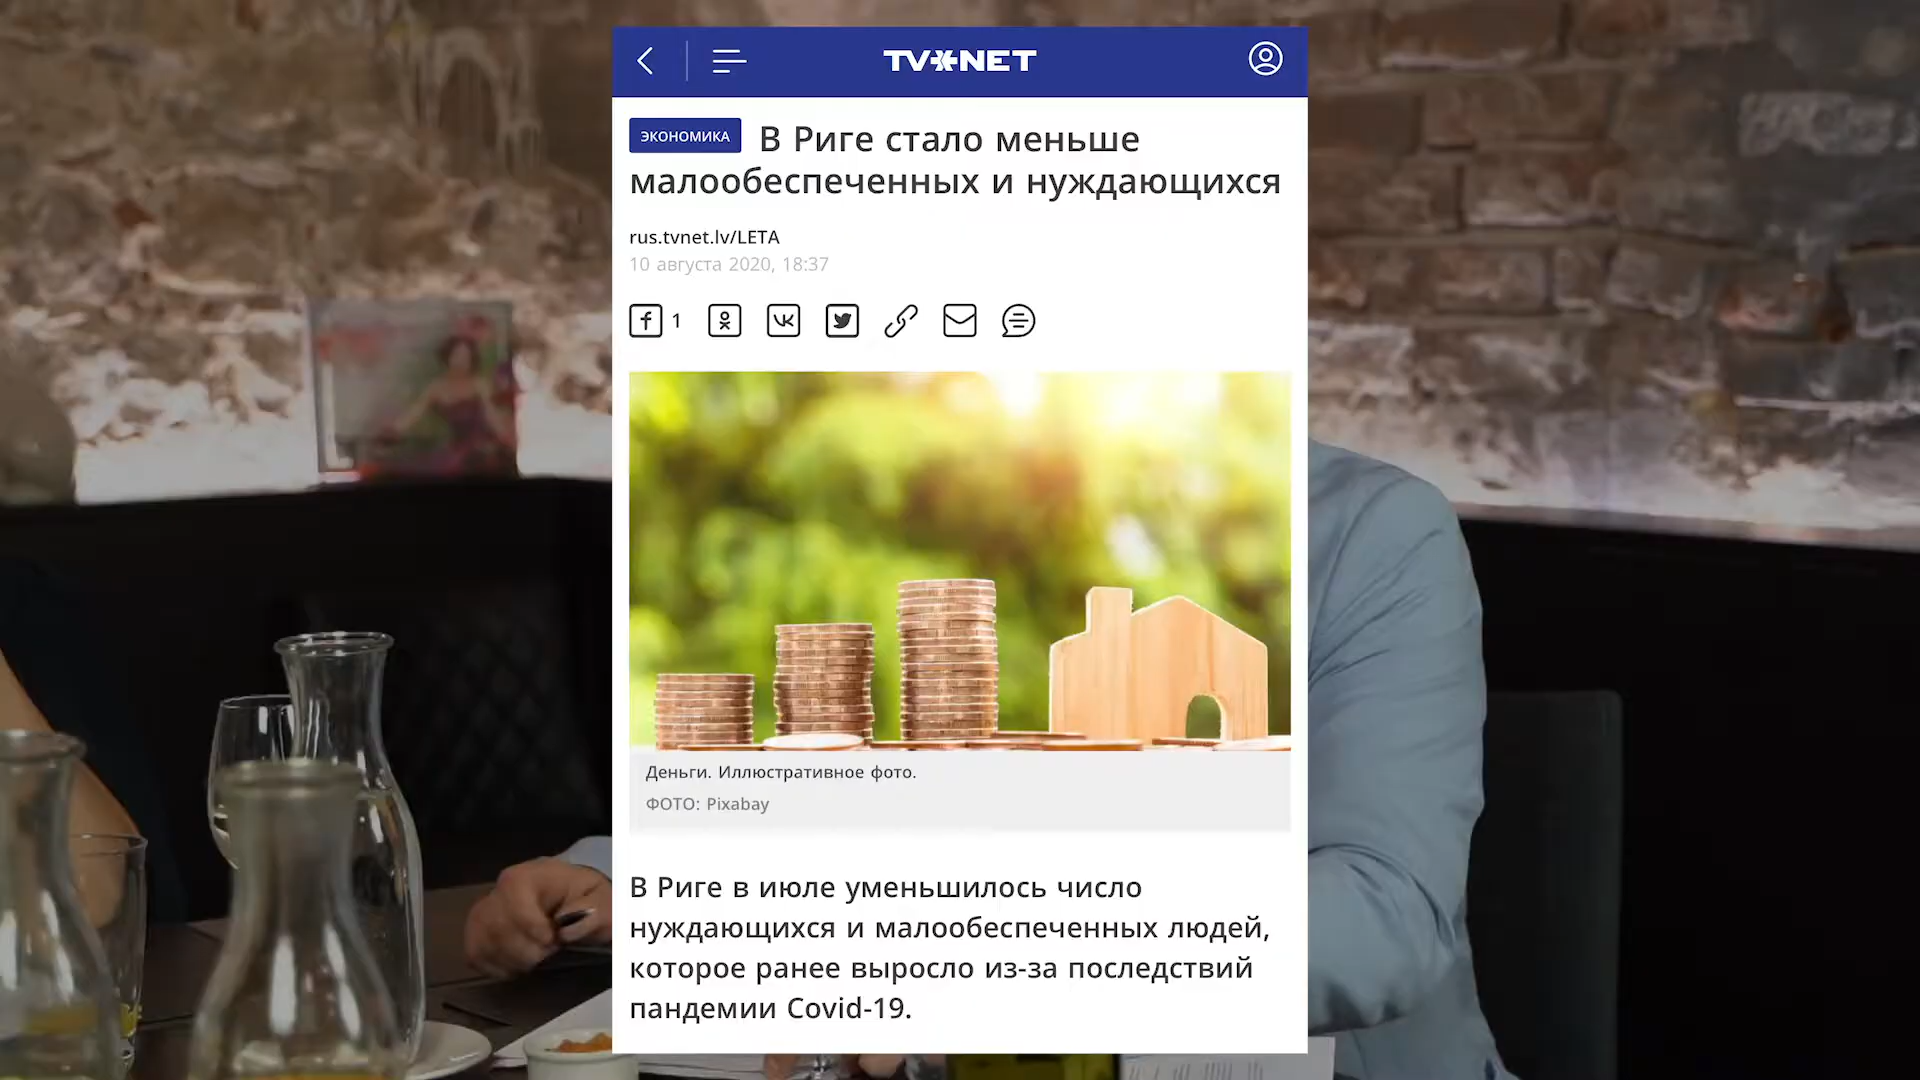 TV NET
ЭКОНОМИКА В Риге стало меньше
малообеспеченных и нуждающихся
rus.tvnet.lv/LETA
10 августа 2020, 18:37
1
Деньги. Иллюстративное фото.
ФОТО: Pixabay
В Риге в июле уменьшилось число
нуждающихся и малообеспеченных людей,
которое ранее выросло из-за последствий
пандемии Covid-19.